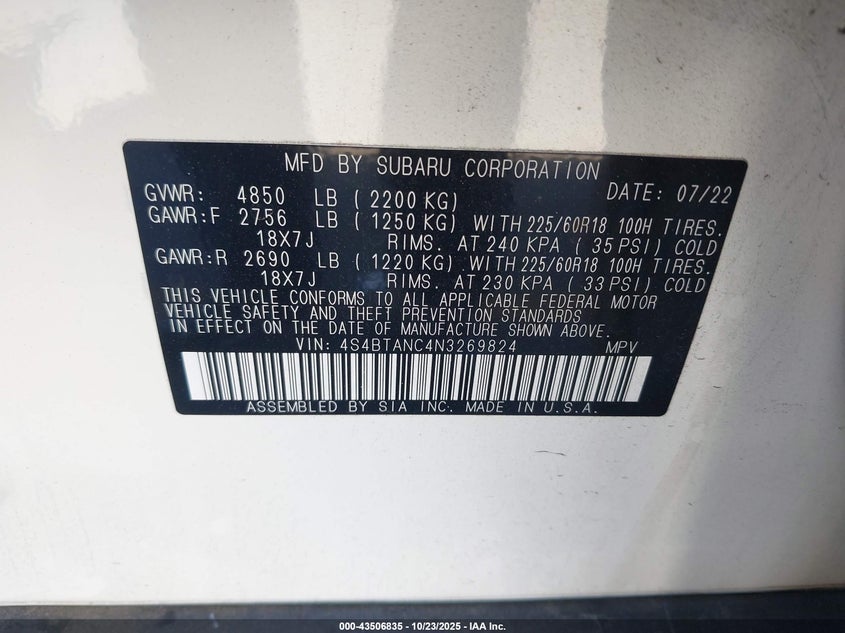 MFD BY SUBARU CORPORATION
GVWR: 4850 LB ( 2200 KG) DATE: 07/22
GAWR:F 2756 LB ( 1250 KG) WITH 225/60R18 100H TIRES.
18X7J RIMS. AT 240 KPA ( 35 PSI) COLD
GAWR:R 2690 LB ( 1220 KG) WITH 225/60R18 100H TIRES.
18X7J RIMS. AT 230 KPA ( 33 PSI) COLD
THIS VEHICLE CONFORMS TO ALL APPLICABLE FEDERAL MOTOR
VEHICLE SAFETY AND THEFT PREVENTION STANDARDS
IN EFFECT ON THE DATE OF MANUFACTURE SHOWN ABOVE.
VIN: 4S4BTANC4N3269824 MPV
ASSEMBLED BY SIA INC. MADE IN U.S.A.
000-43506835 - 10/23/2025 - IAA Inc.